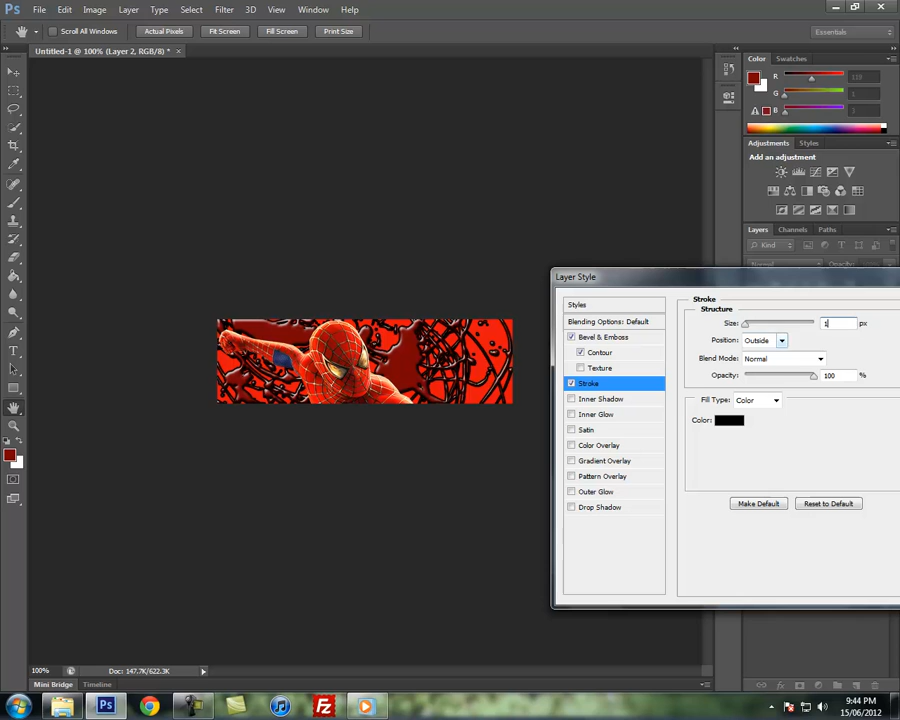 Ps File Edit Image Layer Type Select Filter 3D View Window Help
Scroll All Windows Actual Pixels Fit Screen Fill Screen Print Size Essentials
Untitled-1 @ 100% (Layer 2, RGB/8) * ×
Color Swatches
R
G
B
Adjustments Styles
Add an adjustment
Layers Channels Paths
Kind
Normal Opacity:
Layer Style
Styles
Blending Options: Default
Bevel & Emboss
Contour
Texture
Stroke
Inner Shadow
Inner Glow
Satin
Color Overlay
Gradient Overlay
Pattern Overlay
Outer Glow
Drop Shadow
Stroke
Structure
Size: 1 px
Position: Outside
Blend Mode: Normal
Opacity: 100 %
Fill Type: Color
Color:
Make Default Reset to Default
100% Doc: 147.7K/622.3K
Mini Bridge Timeline
9:44 PM
15/06/2012